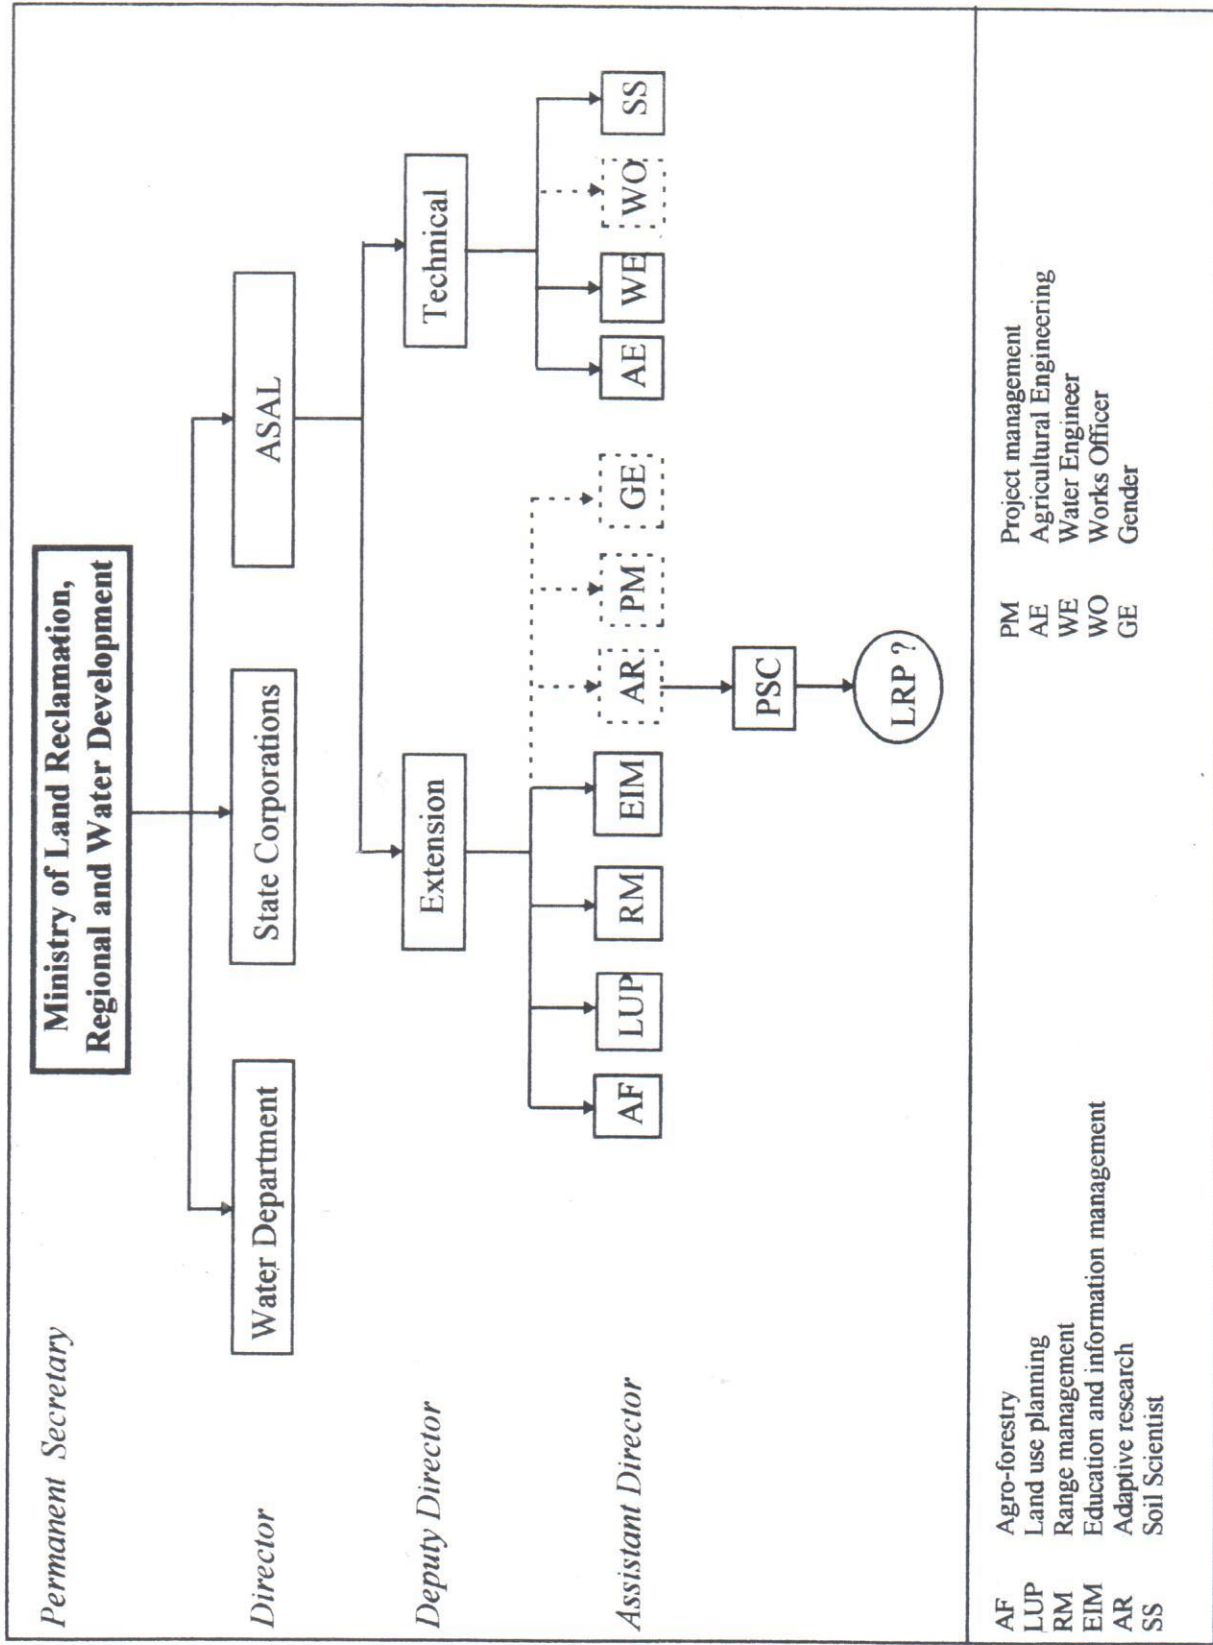 Permanent Secretary
Ministry of Land Reclamation,
Regional and Water Development
Director
Water Department
State Corporations
ASAL
Deputy Director
Extension
Technical
Assistant Director
AF
LUP
RM
EIM
AR
PM
GE
AE
WE
WO
SS
PSC
LRP ?
AF Agro-forestry
LUP Land use planning
RM Range management
EIM Education and information management
AR Adaptive research
SS Soil Scientist
PM Project management
AE Agricultural Engineering
WE Water Engineer
WO Works Officer
GE Gender